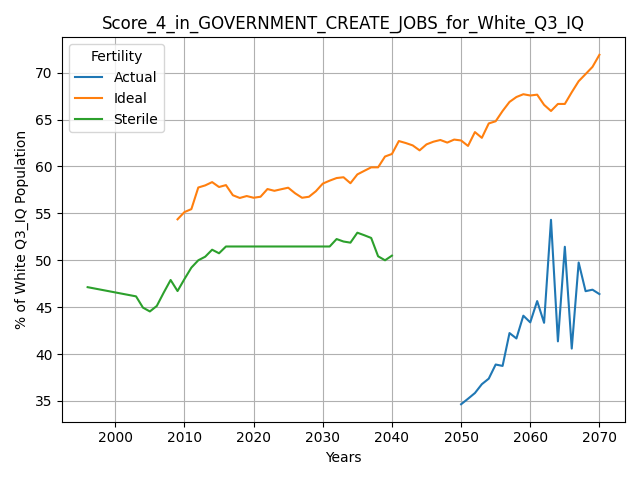 Score_4_in_GOVERNMENT_CREATE_JOBS_for_White_Q3_IQ
Fertility
Actual
Ideal
Sterile
% of White Q3_IQ Population
70
65
60
55
50
45
40
35
2000
2010
2020
2030
2040
2050
2060
2070
Years